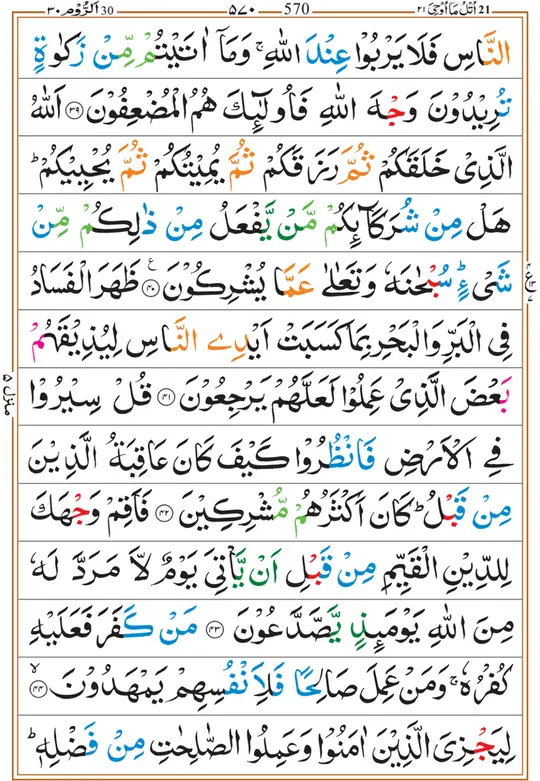 اُتْلُ مَآ اُوْحِيَ ٢١ 21 ٥٧٠ 570 اَلرُّوْم ٣٠ 30
النَّاسِ فَلَا يَرْبُوْا عِنْدَ اللّٰهِ ۚ وَمَاۤ اٰتَيْتُمْ مِّنْ زَكٰوةٍ
تُرِيْدُوْنَ وَجْهَ اللّٰهِ فَاُولٰٓئِكَ هُمُ الْمُضْعِفُوْنَ ﴿٣٩﴾ اَللّٰهُ
الَّذِيْ خَلَقَكُمْ ثُمَّ رَزَقَكُمْ ثُمَّ يُمِيْتُكُمْ ثُمَّ يُحْيِيْكُمْ ؕ
هَلْ مِنْ شُرَكَآئِكُمْ مَّنْ يَّفْعَلُ مِنْ ذٰلِكُمْ مِّنْ
شَيْءٍ ؕ سُبْحٰنَهٗ وَتَعٰلٰى عَمَّا يُشْرِكُوْنَ ﴿٤٠﴾ ع ظَهَرَ الْفَسَادُ
فِي الْبَرِّ وَالْبَحْرِ بِمَا كَسَبَتْ اَيْدِي النَّاسِ لِيُذِيْقَهُمْ
بَعْضَ الَّذِيْ عَمِلُوْا لَعَلَّهُمْ يَرْجِعُوْنَ ﴿٤١﴾ قُلْ سِيْرُوْا
فِي الْاَرْضِ فَانْظُرُوْا كَيْفَ كَانَ عَاقِبَةُ الَّذِيْنَ
مِنْ قَبْلُ ؕ كَانَ اَكْثَرُهُمْ مُّشْرِكِيْنَ ﴿٤٢﴾ فَاَقِمْ وَجْهَكَ
لِلدِّيْنِ الْقَيِّمِ مِنْ قَبْلِ اَنْ يَّاْتِيَ يَوْمٌ لَّا مَرَدَّ لَهٗ
مِنَ اللّٰهِ يَوْمَئِذٍ يَّصَّدَّعُوْنَ ﴿٤٣﴾ مَنْ كَفَرَ فَعَلَيْهِ
كُفْرُهٗ ۚ وَمَنْ عَمِلَ صَالِحًا فَلِاَنْفُسِهِمْ يَمْهَدُوْنَ ﴿٤٤﴾ ۙ
لِيَجْزِيَ الَّذِيْنَ اٰمَنُوْا وَعَمِلُوا الصّٰلِحٰتِ مِنْ فَضْلِهٖ ؕ
منزل ٥